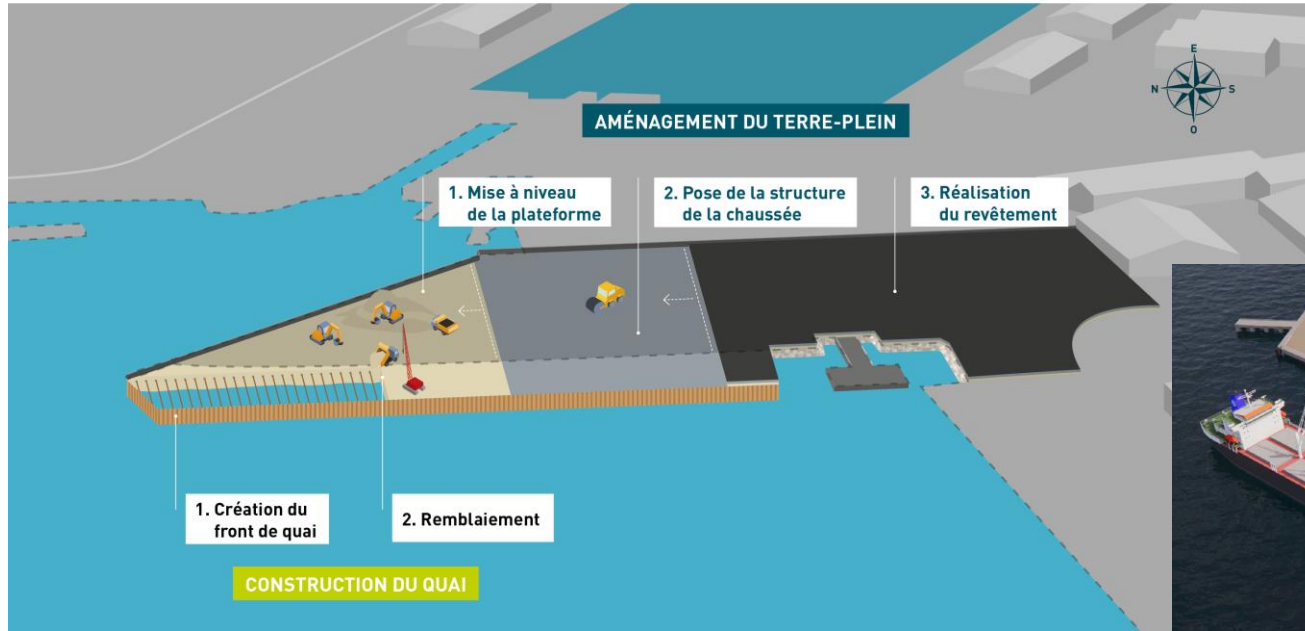 E
N
S
O
AMÉNAGEMENT DU TERRE-PLEIN
1. Mise à niveau
de la plateforme
2. Pose de la structure
de la chaussée
3. Réalisation
du revêtement
1. Création du
front de quai
2. Remblaiement
CONSTRUCTION DU QUAI